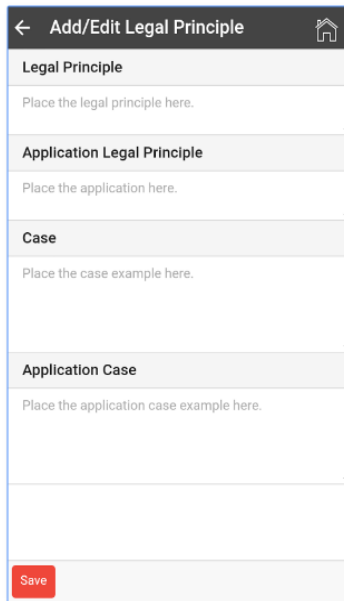 Add/Edit Legal Principle
Legal Principle
Place the legal principle here.
Application Legal Principle
Place the application here.
Case
Place the case example here.
Application Case
Place the application case example here.
Save